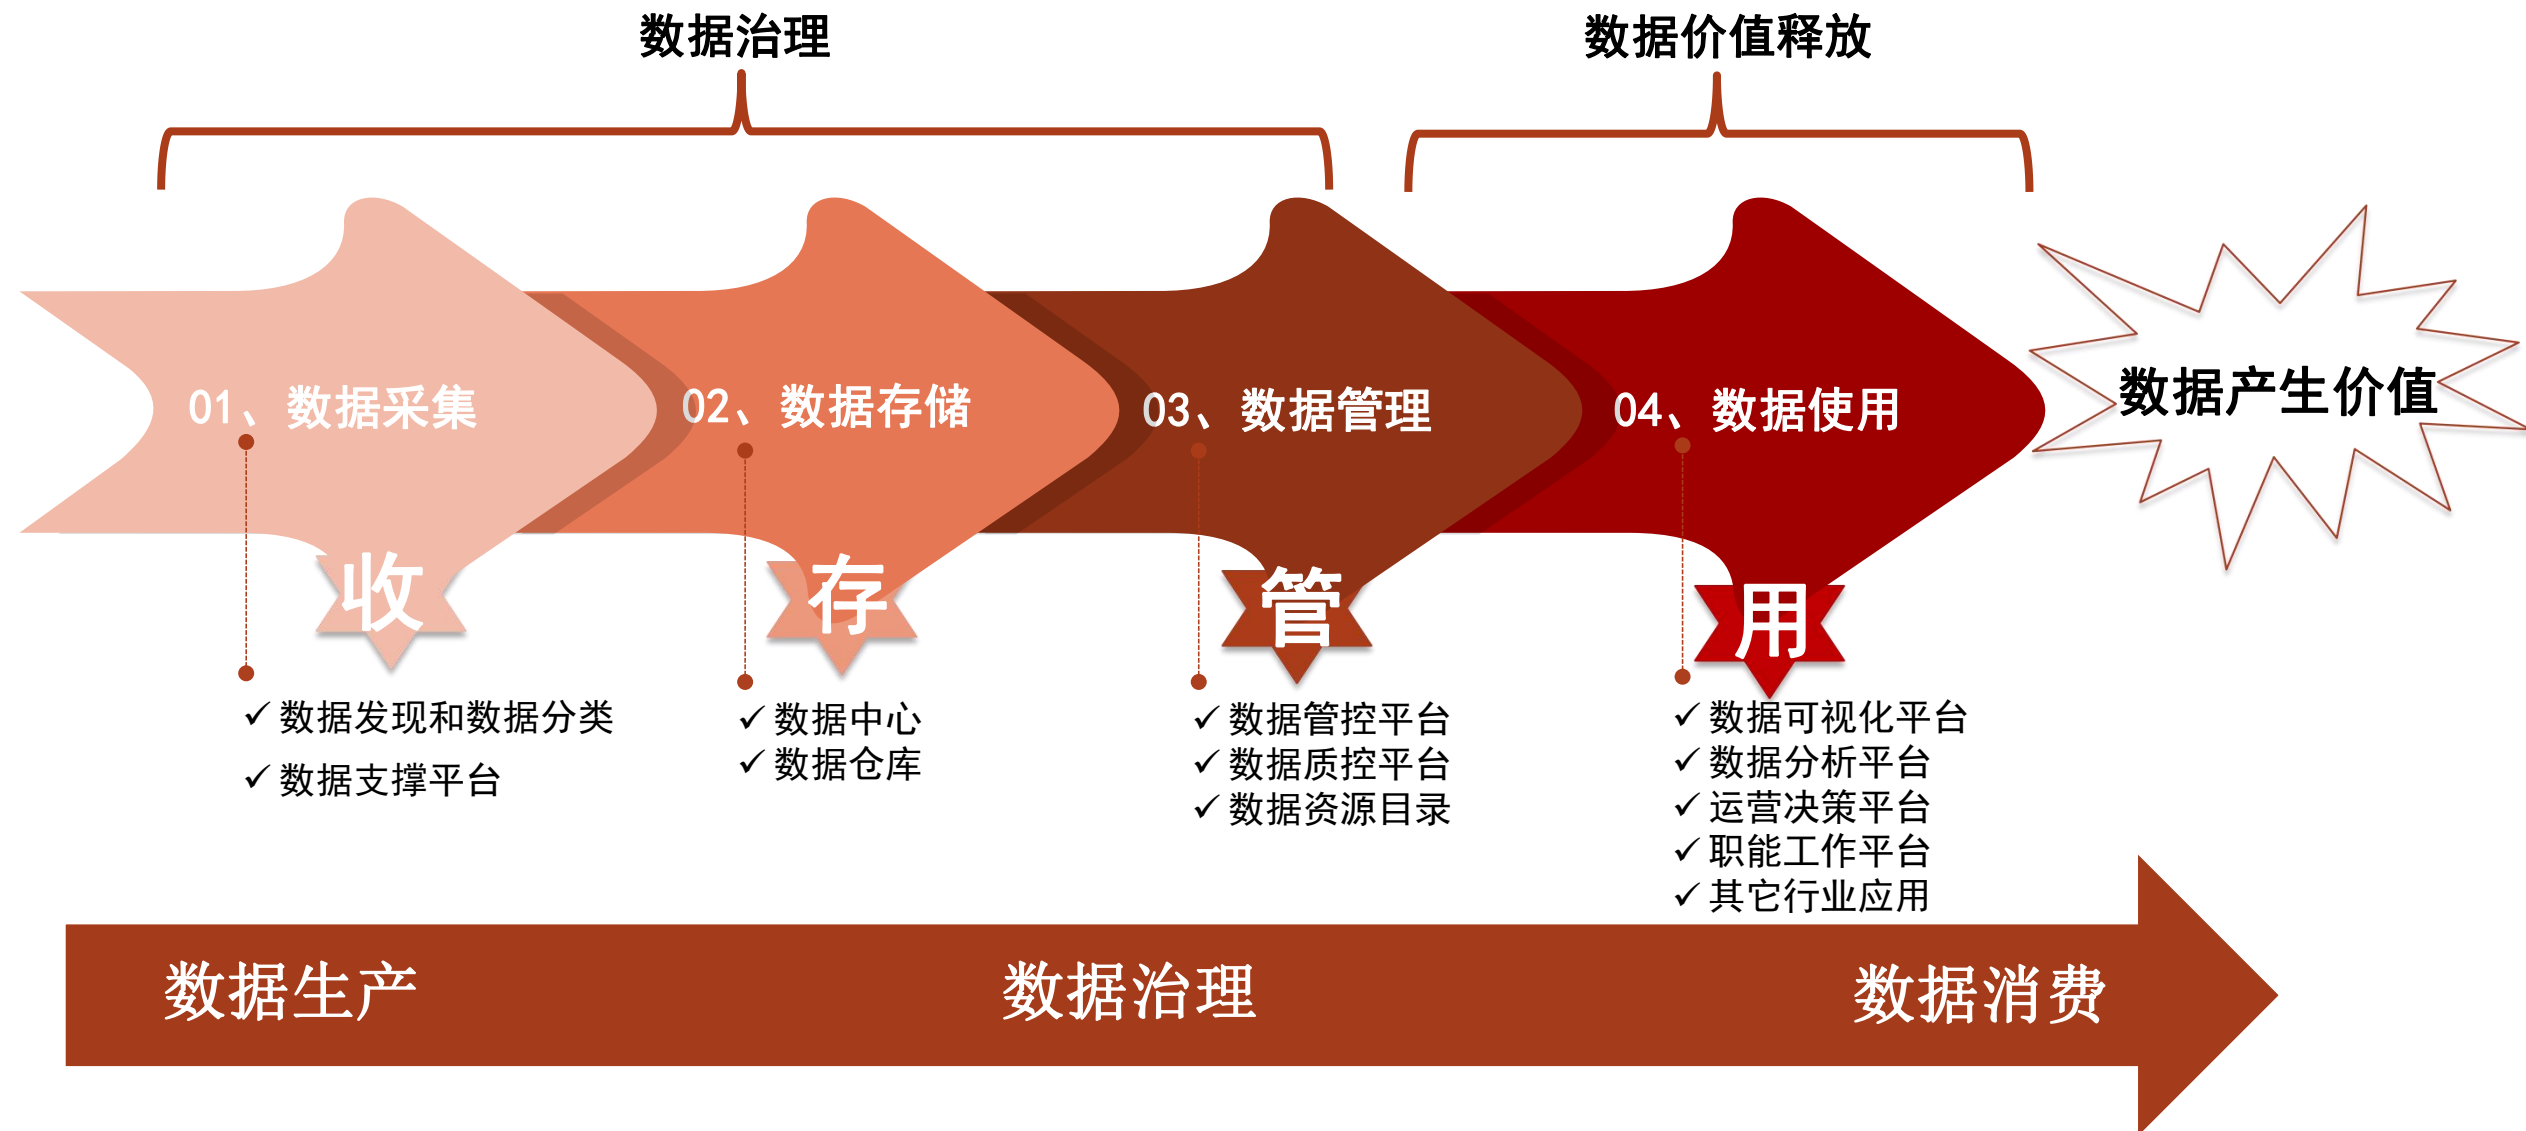 数据治理
数据价值释放
01、数据采集
02、数据存储
03、数据管理
04、数据使用
数据产生价值
收
存
管
用
✓ 数据发现和数据分类
✓ 数据支撑平台
✓ 数据中心
✓ 数据仓库
✓ 数据管控平台
✓ 数据质控平台
✓ 数据资源目录
✓ 数据可视化平台
✓ 数据分析平台
✓ 运营决策平台
✓ 职能工作平台
✓ 其它行业应用
数据生产
数据治理
数据消费